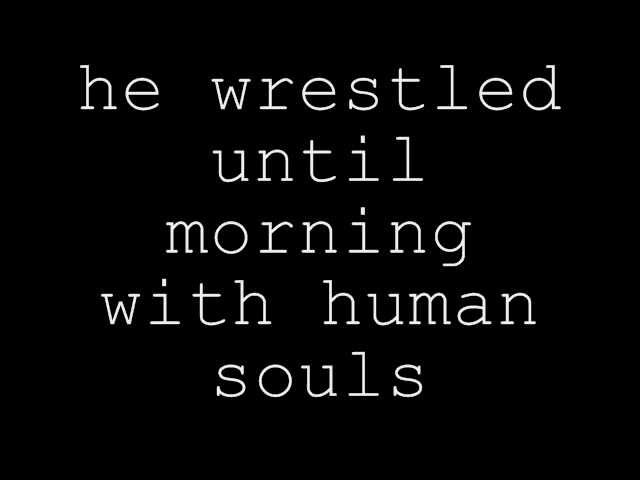 he wrestled
until
morning
with human
souls